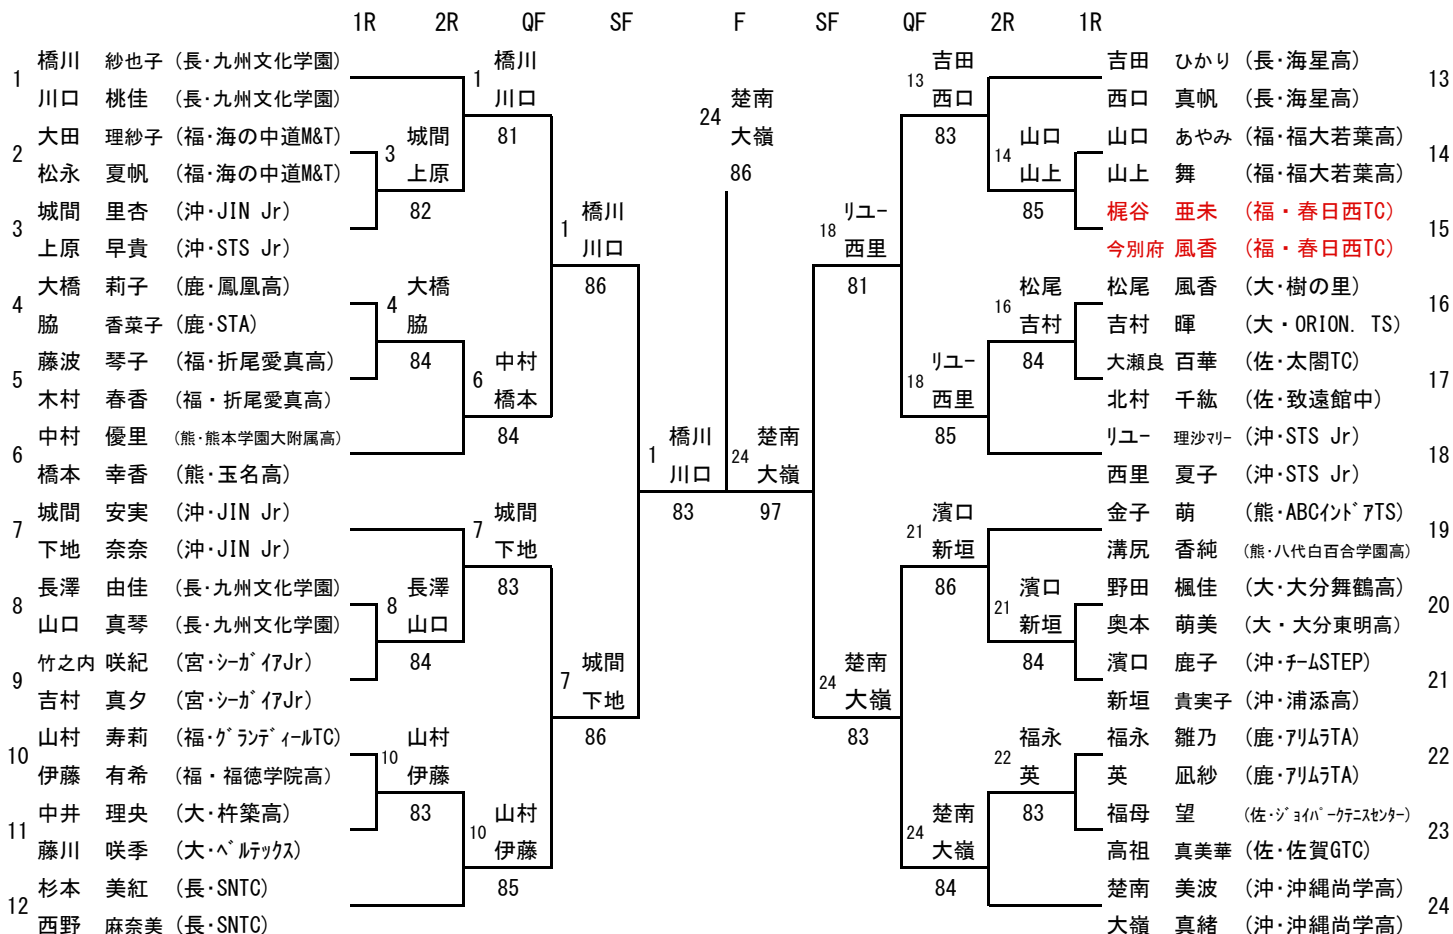 1R 2R QF SF F SF QF 2R 1R
1 橋川 紗也子 (長・九州文化学園)
川口 桃佳 (長・九州文化学園)
2 大田 理紗子 (福・海の中道M&T)
松永 夏帆 (福・海の中道M&T)
3 城間 里杏 (沖・JIN Jr)
上原 早貴 (沖・STS Jr)
4 大橋 莉子 (鹿・鳳凰高)
脇 香菜子 (鹿・STA)
5 藤波 琴子 (福・折尾愛真高)
木村 春香 (福・折尾愛真高)
6 中村 優里 (熊・熊本学園大附属高)
橋本 幸香 (熊・玉名高)
7 城間 安実 (沖・JIN Jr)
下地 奈奈 (沖・JIN Jr)
8 長澤 由佳 (長・九州文化学園)
山口 真琴 (長・九州文化学園)
9 竹之内 咲紀 (宮・シーガイアJr)
吉村 真夕 (宮・シーガイアJr)
10 山村 寿莉 (福・グランディールTC)
伊藤 有希 (福・福徳学院高)
11 中井 理央 (大・杵築高)
藤川 咲季 (大・ベルテックス)
12 杉本 美紅 (長・SNTC)
西野 麻奈美 (長・SNTC)
3 城間
上原
82
4 大橋
脇
84
8 長澤
山口
84
10 山村
伊藤
83
1 橋川
川口
81
6 中村
橋本
84
7 城間
下地
83
10 山村
伊藤
85
1 橋川
川口
86
7 城間
下地
86
1 橋川
川口
83
24 楚南
大嶺
86
24 楚南
大嶺
97
18 リユー
西里
81
24 楚南
大嶺
83
13 吉田
西口
83
18 リユー
西里
85
21 濱口
新垣
86
24 楚南
大嶺
84
14 山口
山上
85
16 松尾
吉村
84
21 濱口
新垣
84
22 福永
英
83
吉田 ひかり (長・海星高) 13
西口 真帆 (長・海星高)
山口 あやみ (福・福大若葉高) 14
山上 舞 (福・福大若葉高)
梶谷 亜未 (福・春日西TC) 15
今別府 風香 (福・春日西TC)
松尾 風香 (大・樹の里) 16
吉村 暉 (大・ORION. TS)
大瀬良 百華 (佐・太閤TC) 17
北村 千紘 (佐・致遠館中)
リユー 理沙マリー (沖・STS Jr) 18
西里 夏子 (沖・STS Jr)
金子 萌 (熊・ABCインドアTS) 19
溝尻 香純 (熊・八代白百合学園高)
野田 楓佳 (大・大分舞鶴高) 20
奥本 萌美 (大・大分東明高)
濱口 鹿子 (沖・チームSTEP) 21
新垣 貴実子 (沖・浦添高)
福永 雛乃 (鹿・アリムラTA) 22
英 凪紗 (鹿・アリムラTA)
福母 望 (佐・ジョイパークテニスセンター) 23
高祖 真美華 (佐・佐賀GTC)
楚南 美波 (沖・沖縄尚学高) 24
大嶺 真緒 (沖・沖縄尚学高)